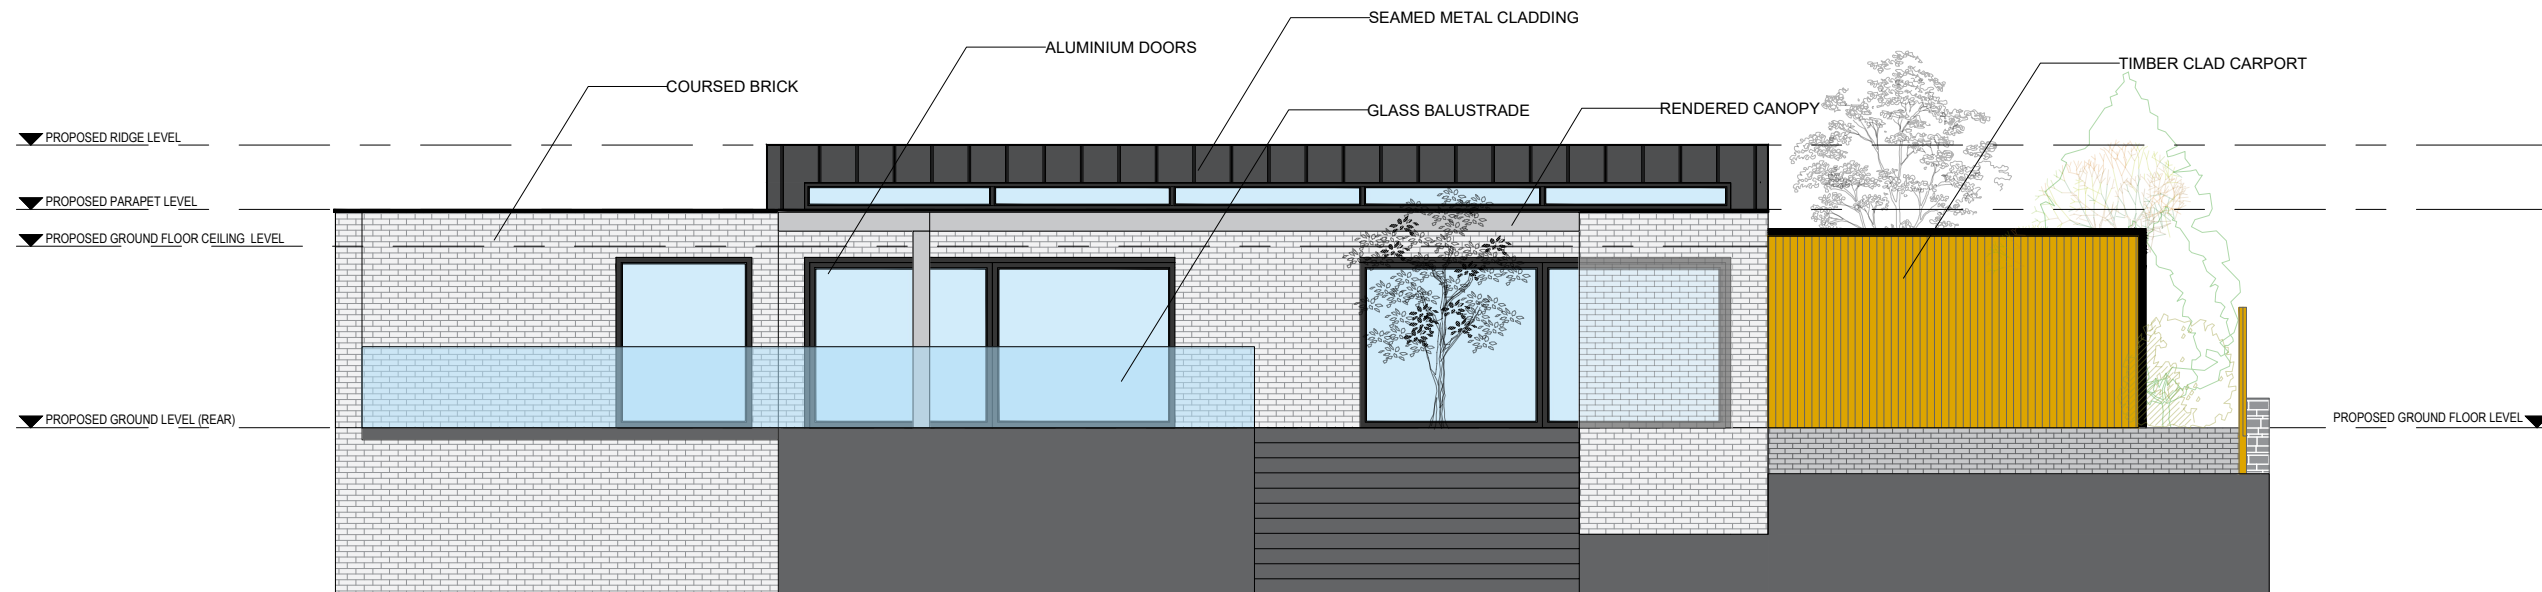 SEAMED METAL CLADDING
ALUMINIUM DOORS
TIMBER CLAD CARPORT
COURSED BRICK
GLASS BALUSTRADE
RENDERED CANOPY
PROPOSED RIDGE LEVEL
PROPOSED PARAPET LEVEL
PROPOSED GROUND FLOOR CEILING LEVEL
PROPOSED GROUND LEVEL (REAR)
PROPOSED GROUND FLOOR LEVEL